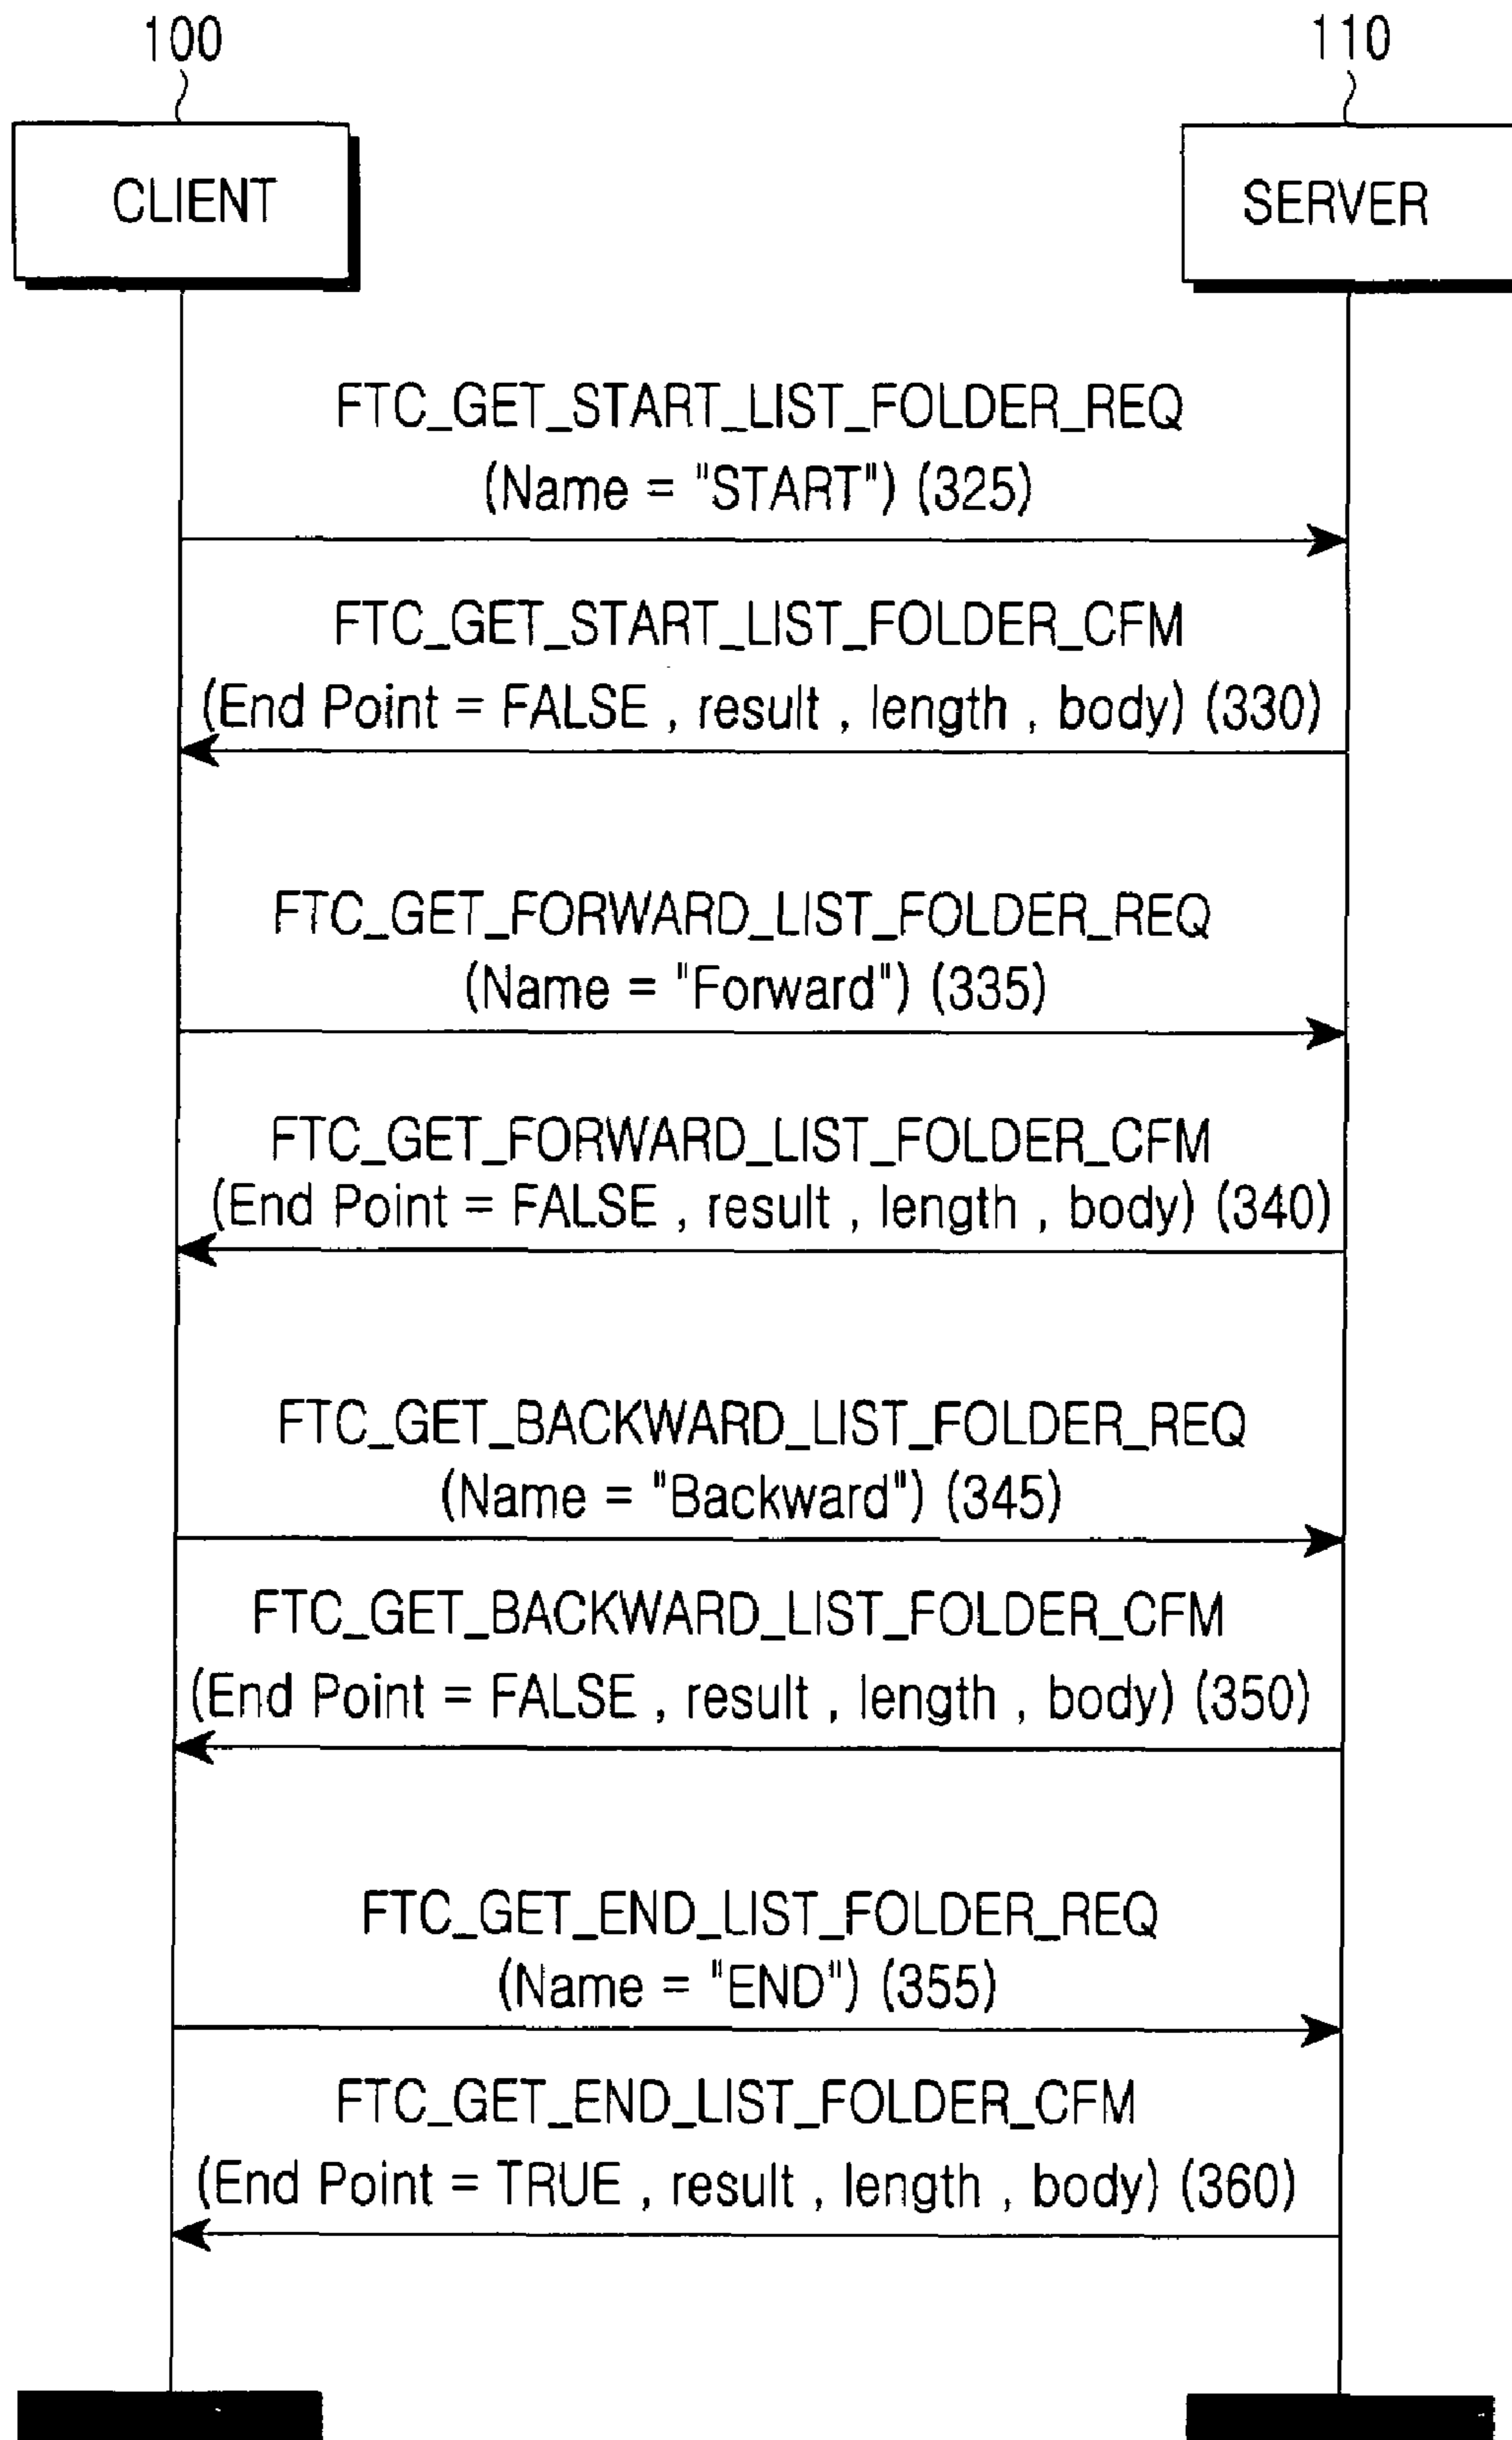 100
110
CLIENT
SERVER
FTC_GET_START_LIST_FOLDER_REQ
(Name = "START") (325)
FTC_GET_START_LIST_FOLDER_CFM
(End Point = FALSE , result , length , body) (330)
FTC_GET_FORWARD_LIST_FOLDER_REQ
(Name = "Forward") (335)
FTC_GET_FORWARD_LIST_FOLDER_CFM
(End Point = FALSE , result , length , body) (340)
FTC_GET_BACKWARD_LIST_FOLDER_REQ
(Name = "Backward") (345)
FTC_GET_BACKWARD_LIST_FOLDER_CFM
(End Point = FALSE , result , length , body) (350)
FTC_GET_END_LIST_FOLDER_REQ
(Name = "END") (355)
FTC_GET_END_LIST_FOLDER_CFM
(End Point = TRUE , result , length , body) (360)